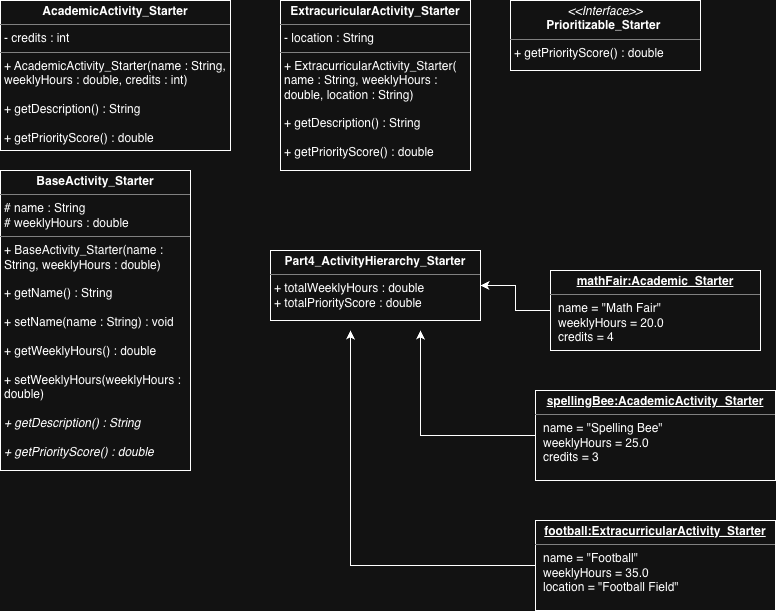 AcademicActivity_Starter
- credits : int
+ AcademicActivity_Starter(name : String,
weeklyHours : double, credits : int)
+ getDescription() : String
+ getPriorityScore() : double
ExtracuricularActivity_Starter
- location : String
+ ExtracurricularActivity_Starter(
name : String, weeklyHours :
double, location : String)
+ getDescription() : String
+ getPriorityScore() : double
<<Interface>>
Prioritizable_Starter
+ getPriorityScore() : double
BaseActivity_Starter
# name : String
# weeklyHours : double
+ BaseActivity_Starter(name :
String, weeklyHours : double)
+ getName() : String
+ setName(name : String) : void
+ getWeeklyHours() : double
+ setWeeklyHours(weeklyHours :
double)
+ getDescription() : String
+ getPriorityScore() : double
Part4_ActivityHierarchy_Starter
+ totalWeeklyHours : double
+ totalPriorityScore : double
mathFair:Academic_Starter
name = "Math Fair"
weeklyHours = 20.0
credits = 4
spellingBee:AcademicActivity_Starter
name = "Spelling Bee"
weeklyHours = 25.0
credits = 3
football:ExtracurricularActivity_Starter
name = "Football"
weeklyHours = 35.0
location = "Football Field"